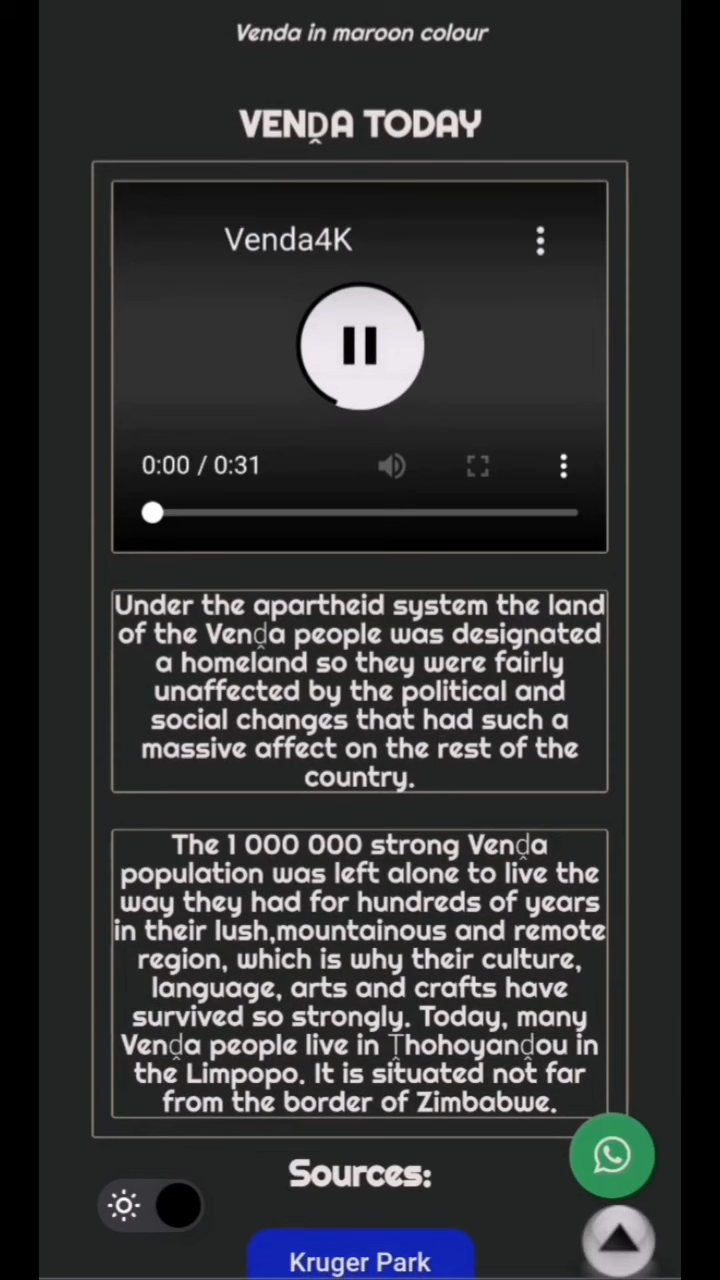 Venda in maroon colour
VENḒA TODAY
Venda4K
0:00 / 0:31
Under the apartheid system the land
of the Venḓa people was designated
a homeland so they were fairly
unaffected by the political and
social changes that had such a
massive affect on the rest of the
country.
The 1 000 000 strong Venḓa
population was left alone to live the
way they had for hundreds of years
in their lush,mountainous and remote
region, which is why their culture,
language, arts and crafts have
survived so strongly. Today, many
Venḓa people live in Ṱhohoyanḓou in
the Limpopo. It is situated not far
from the border of Zimbabwe.
Sources:
Kruger Park